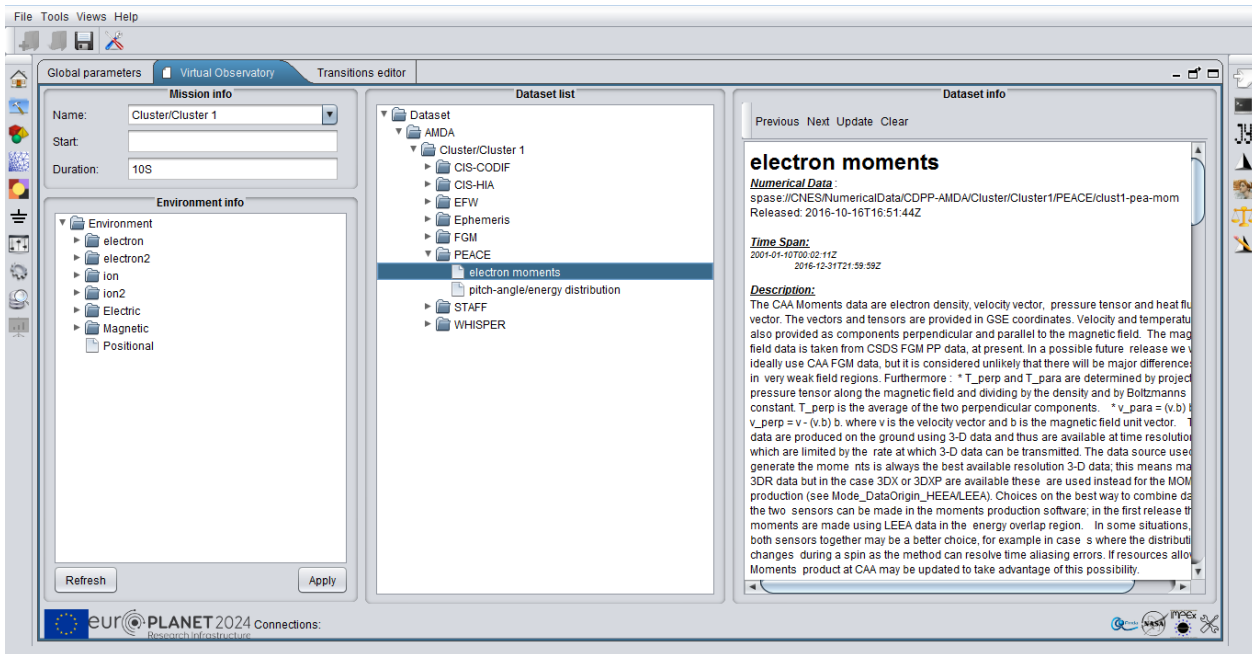 File Tools Views Help
Global parameters Virtual Observatory Transitions editor
Mission info
Name: Cluster/Cluster 1
Start:
Duration: 10S
Environment info
Environment
electron
electron2
ion
ion2
Electric
Magnetic
Positional
Refresh Apply
Dataset list
Dataset
AMDA
Cluster/Cluster 1
CIS-CODIF
CIS-HIA
EFW
Ephemeris
FGM
PEACE
electron moments
pitch-angle/energy distribution
STAFF
WHISPER
Dataset info
Previous Next Update Clear
electron moments
Numerical Data :
spase://CNES/NumericalData/CDPP-AMDA/Cluster/Cluster1/PEACE/clust1-pea-mom
Released: 2016-10-16T16:51:44Z
Time Span:
2001-01-10T00:02:11Z
2016-12-31T21:59:59Z
Description:
The CAA Moments data are electron density, velocity vector, pressure tensor and heat flu
vector. The vectors and tensors are provided in GSE coordinates. Velocity and temperatu
also provided as components perpendicular and parallel to the magnetic field. The mag
field data is taken from CSDS FGM PP data, at present. In a possible future release we
ideally use CAA FGM data, but it is considered unlikely that there will be major differences
in very weak field regions. Furthermore : * T_perp and T_para are determined by project
pressure tensor along the magnetic field and dividing by the density and by Boltzmanns
constant. T_perp is the average of the two perpendicular components. * v_para = (v.b)
v_perp = v - (v.b) b. where v is the velocity vector and b is the magnetic field unit vector.
data are produced on the ground using 3-D data and thus are available at time resolution
which are limited by the rate at which 3-D data can be transmitted. The data source used
generate the mome nts is always the best available resolution 3-D data; this means ma
3DR data but in the case 3DX or 3DXP are available these are used instead for the MOM
production (see Mode_DataOrigin_HEEA/LEEA). Choices on the best way to combine da
the two sensors can be made in the moments production software; in the first release th
moments are made using LEEA data in the energy overlap region. In some situations,
both sensors together may be a better choice, for example in case s where the distributi
changes during a spin as the method can resolve time aliasing errors. If resources allo
Moments product at CAA may be updated to take advantage of this possibility.
europlanet 2024 Connections:
Research infrastructure
NASA impex